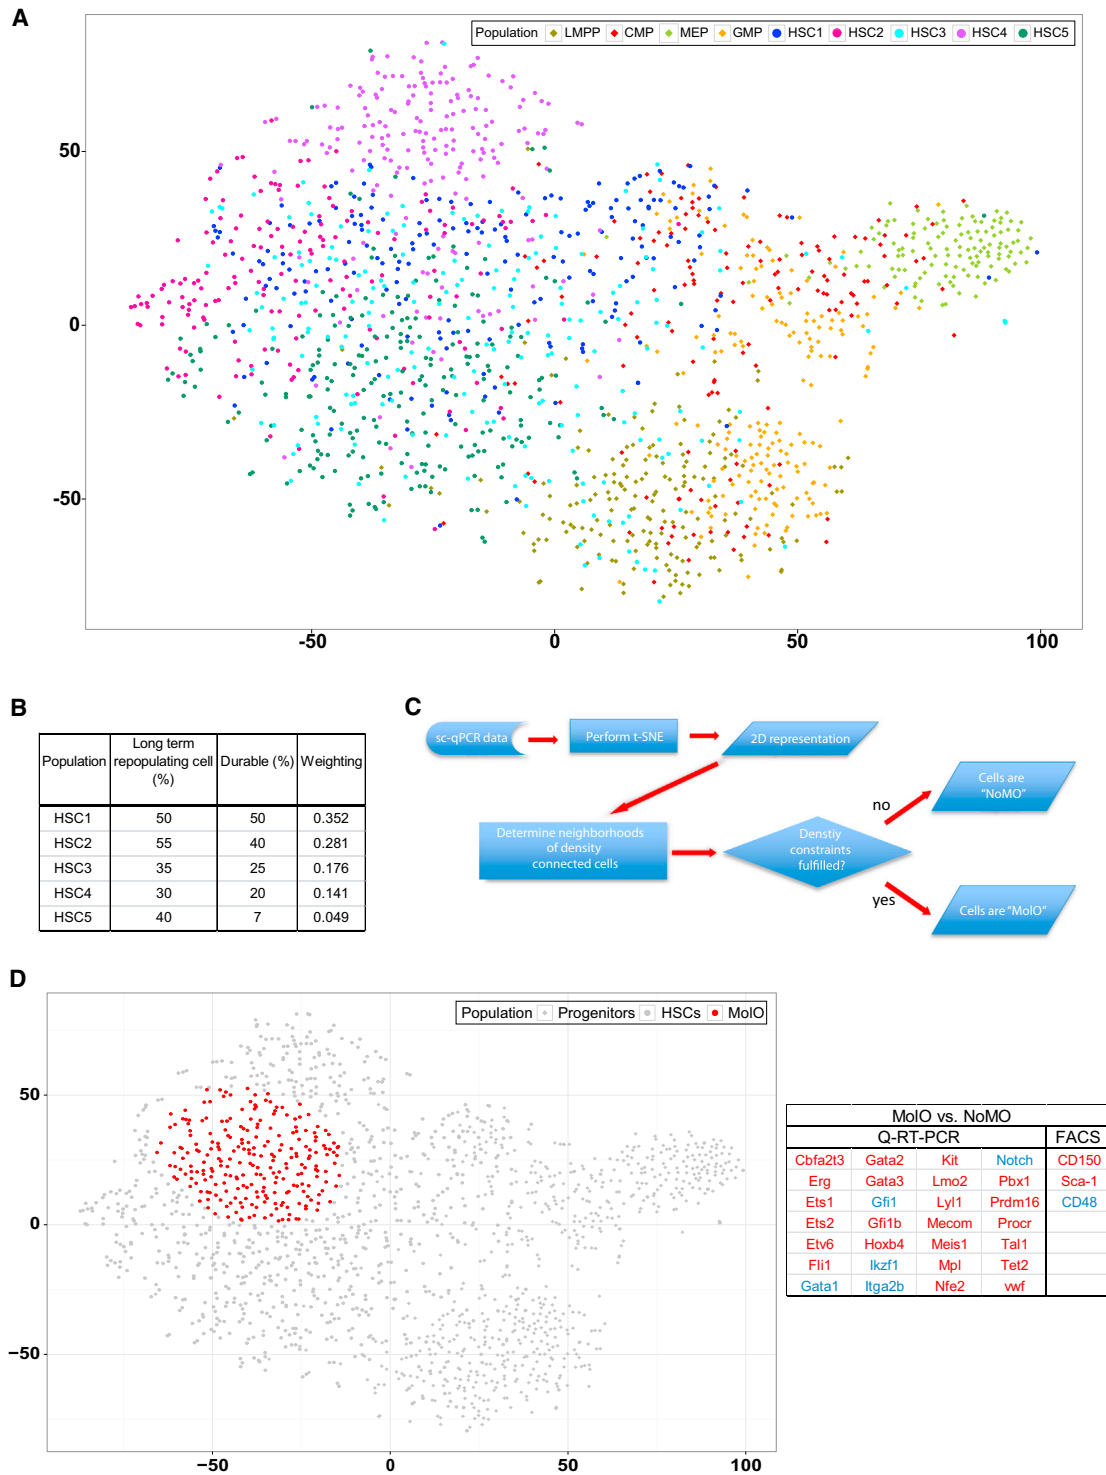 A
Population LMPP CMP MEP GMP HSC1 HSC2 HSC3 HSC4 HSC5
50
0
-50
-50 0 50 100
B
Population Long term repopulating cell (%) Durable (%) Weighting
HSC1 50 50 0.352
HSC2 55 40 0.281
HSC3 35 25 0.176
HSC4 30 20 0.141
HSC5 40 7 0.049
C
sc-qPCR data
Perform t-SNE
2D representation
Determine neighborhoods
of density
connected cells
Denstiy
constraints
fulfilled?
no
Cells are
"NoMO"
yes
Cells are "MolO"
D
Population Progenitors HSCs MolO
50
0
−50
−50 0 50 100
MolO vs. NoMO
Q-RT-PCR FACS
Cbfa2t3 Gata2 Kit Notch CD150
Erg Gata3 Lmo2 Pbx1 Sca-1
Ets1 Gfi1 Lyl1 Prdm16 CD48
Ets2 Gfi1b Mecom Procr
Etv6 Hoxb4 Meis1 Tal1
Fli1 Ikzf1 Mpl Tet2
Gata1 Itga2b Nfe2 vwf